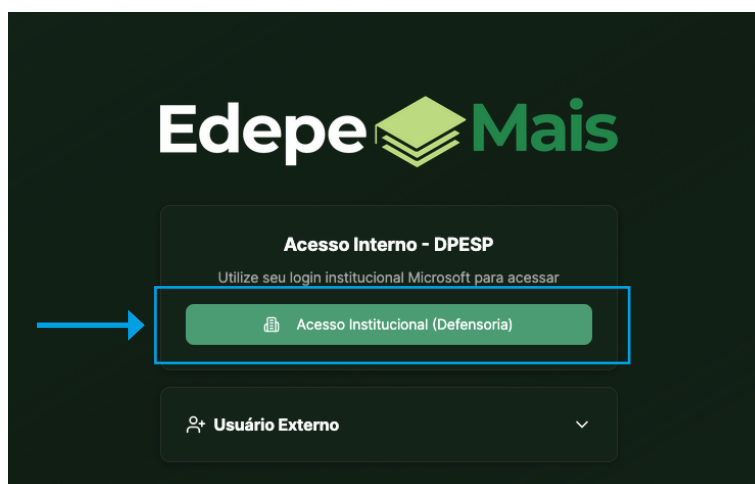 Edepe Mais
Acesso Interno - DPESP
Utilize seu login institucional Microsoft para acessar
Acesso Institucional (Defensoria)
Usuário Externo